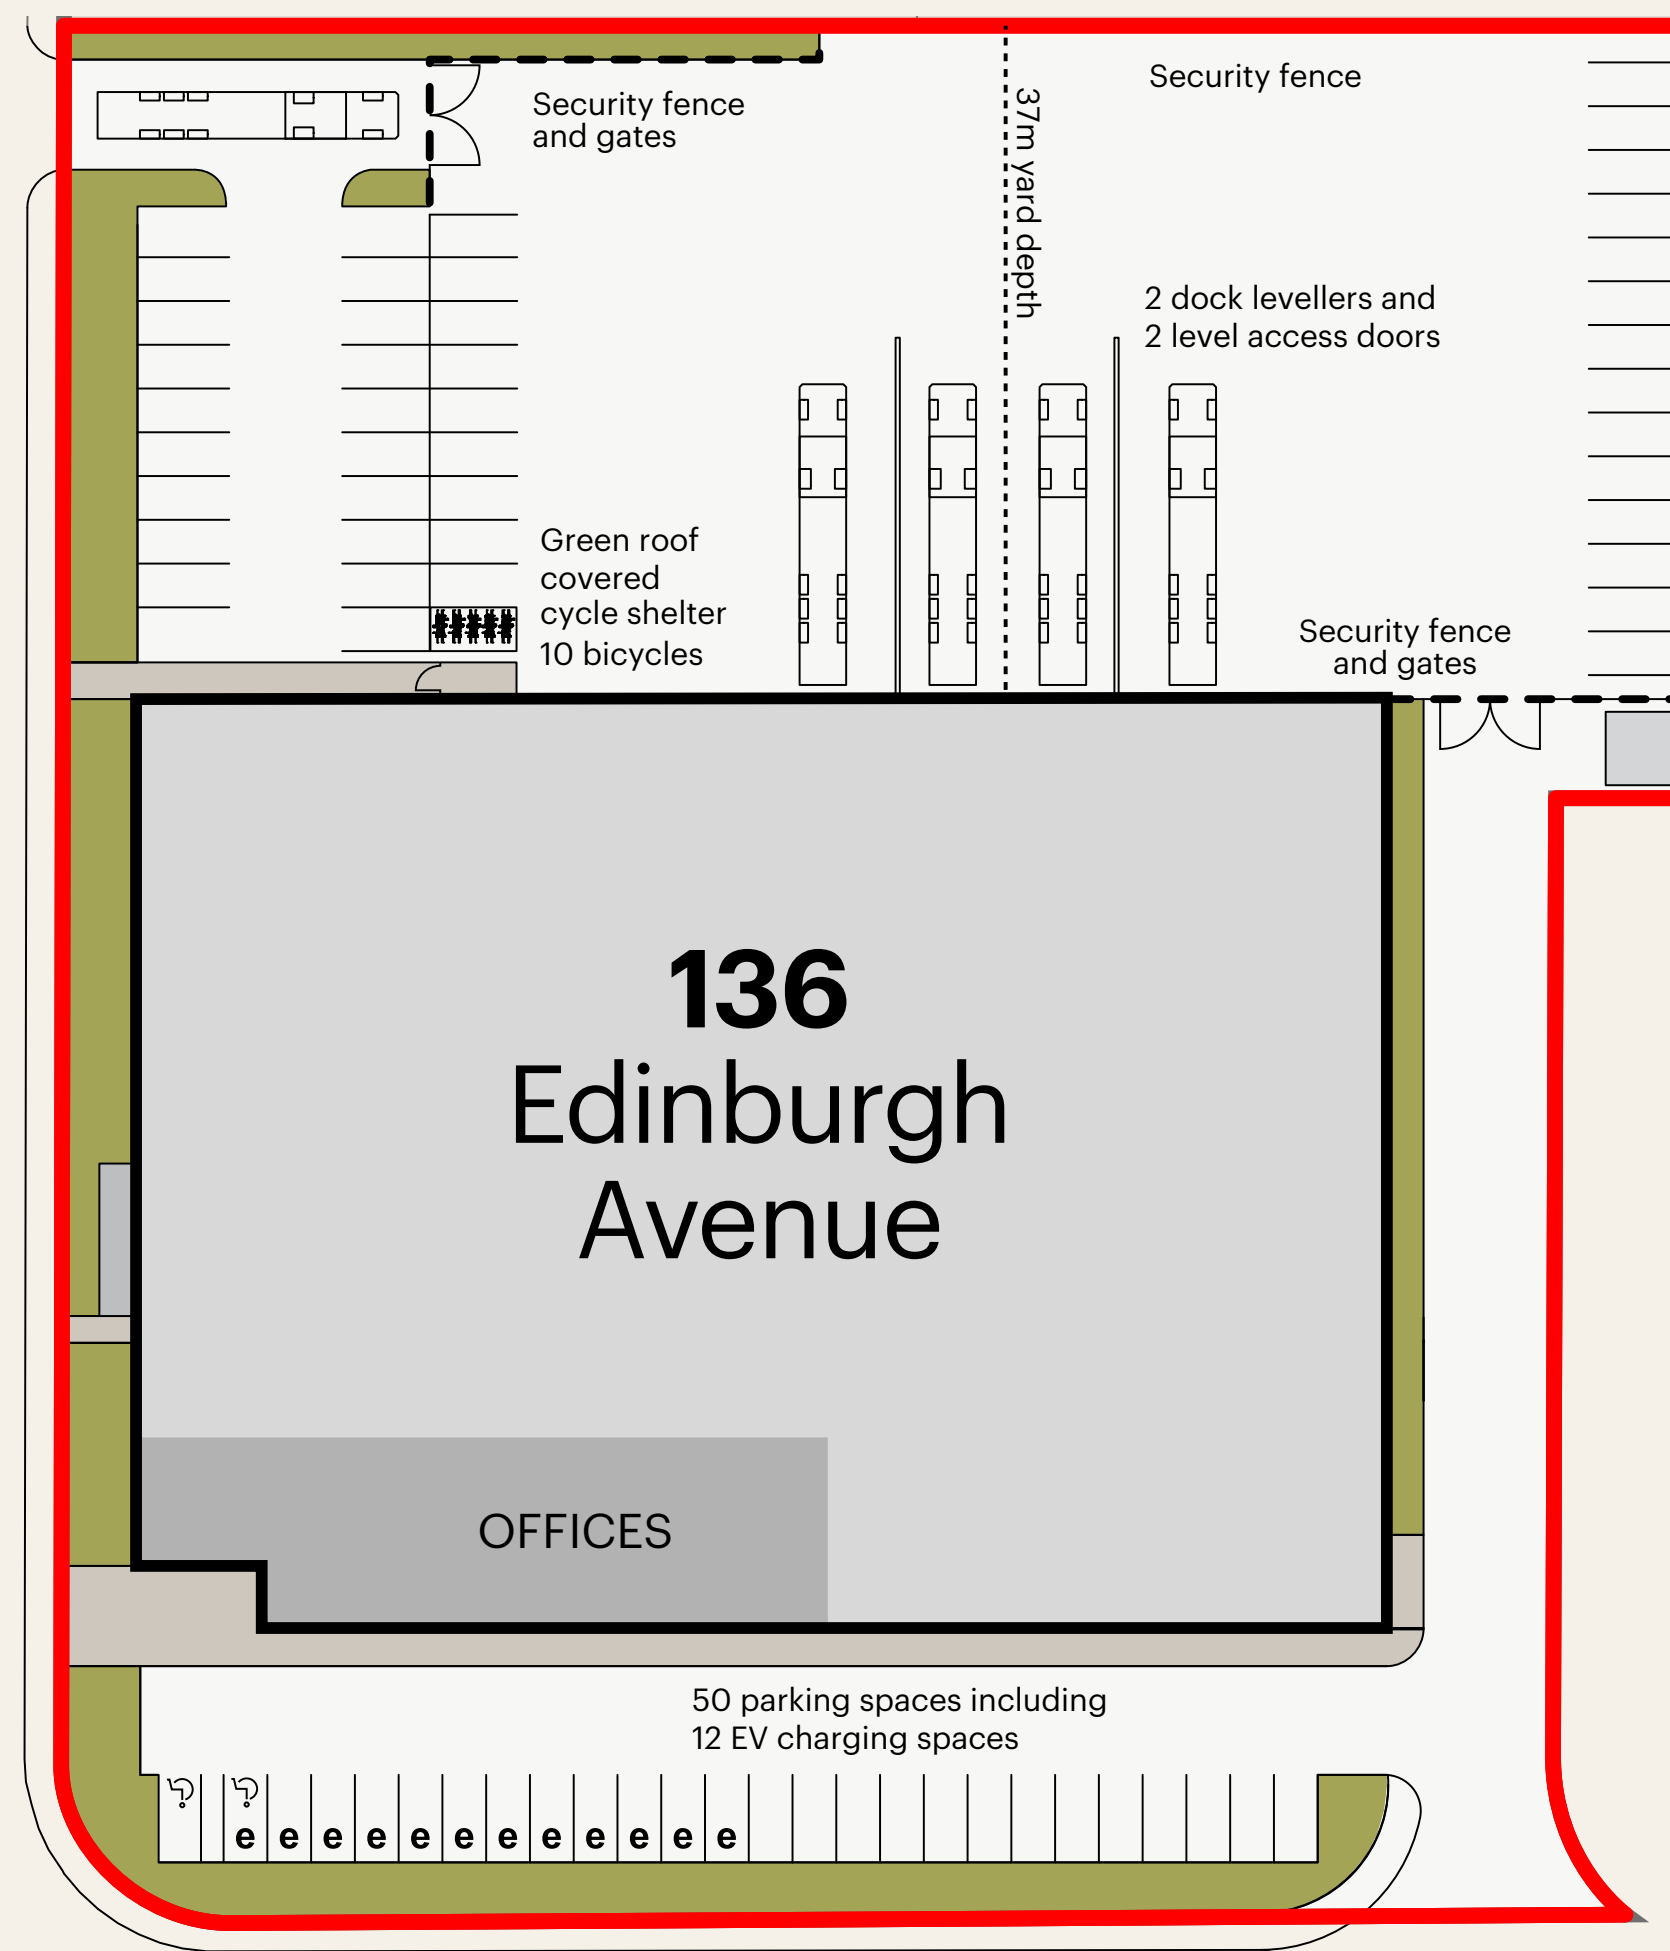 Security fence
Security fence
and gates
37m yard depth
2 dock levellers and
2 level access doors
Green roof
covered
cycle shelter
10 bicycles
Security fence
and gates
136
Edinburgh
Avenue
OFFICES
50 parking spaces including
12 EV charging spaces
e e e e e e e e e e e e